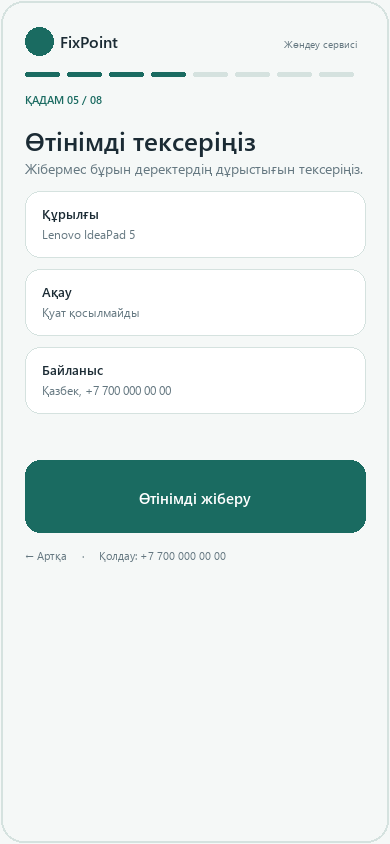 FixPoint
Жөндеу сервисі
ҚАДАМ 05 / 08
Өтінімді тексеріңіз
Жібермес бұрын деректердің дұрыстығын тексеріңіз.
Құрылғы
Lenovo IdeaPad 5
Ақау
Қуат қосылмайды
Байланыс
Қазбек, +7 700 000 00 00
Өтінімді жіберу
← Артқа · Қолдау: +7 700 000 00 00